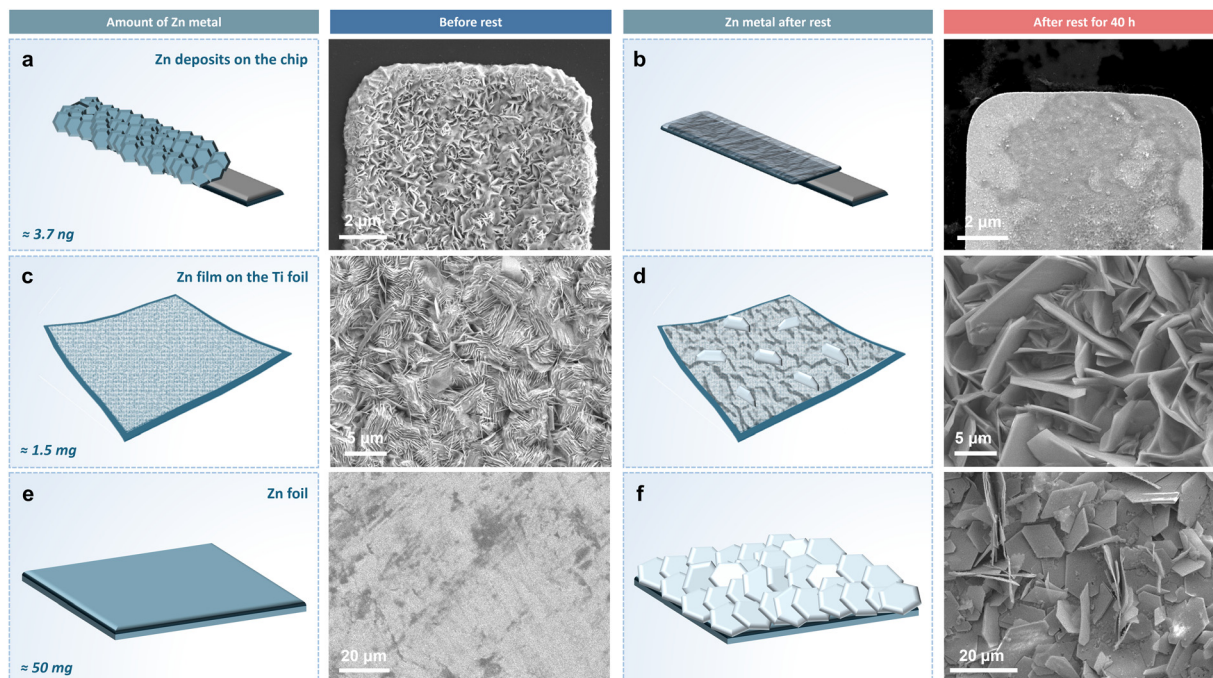 Amount of Zn metal
Before rest
Zn metal after rest
After rest for 40 h
a
Zn deposits on the chip
≈ 3.7 ng
2 μm
b
2 μm
c
Zn film on the Ti foil
≈ 1.5 mg
5 μm
d
5 μm
e
Zn foil
≈ 50 mg
20 μm
f
20 μm